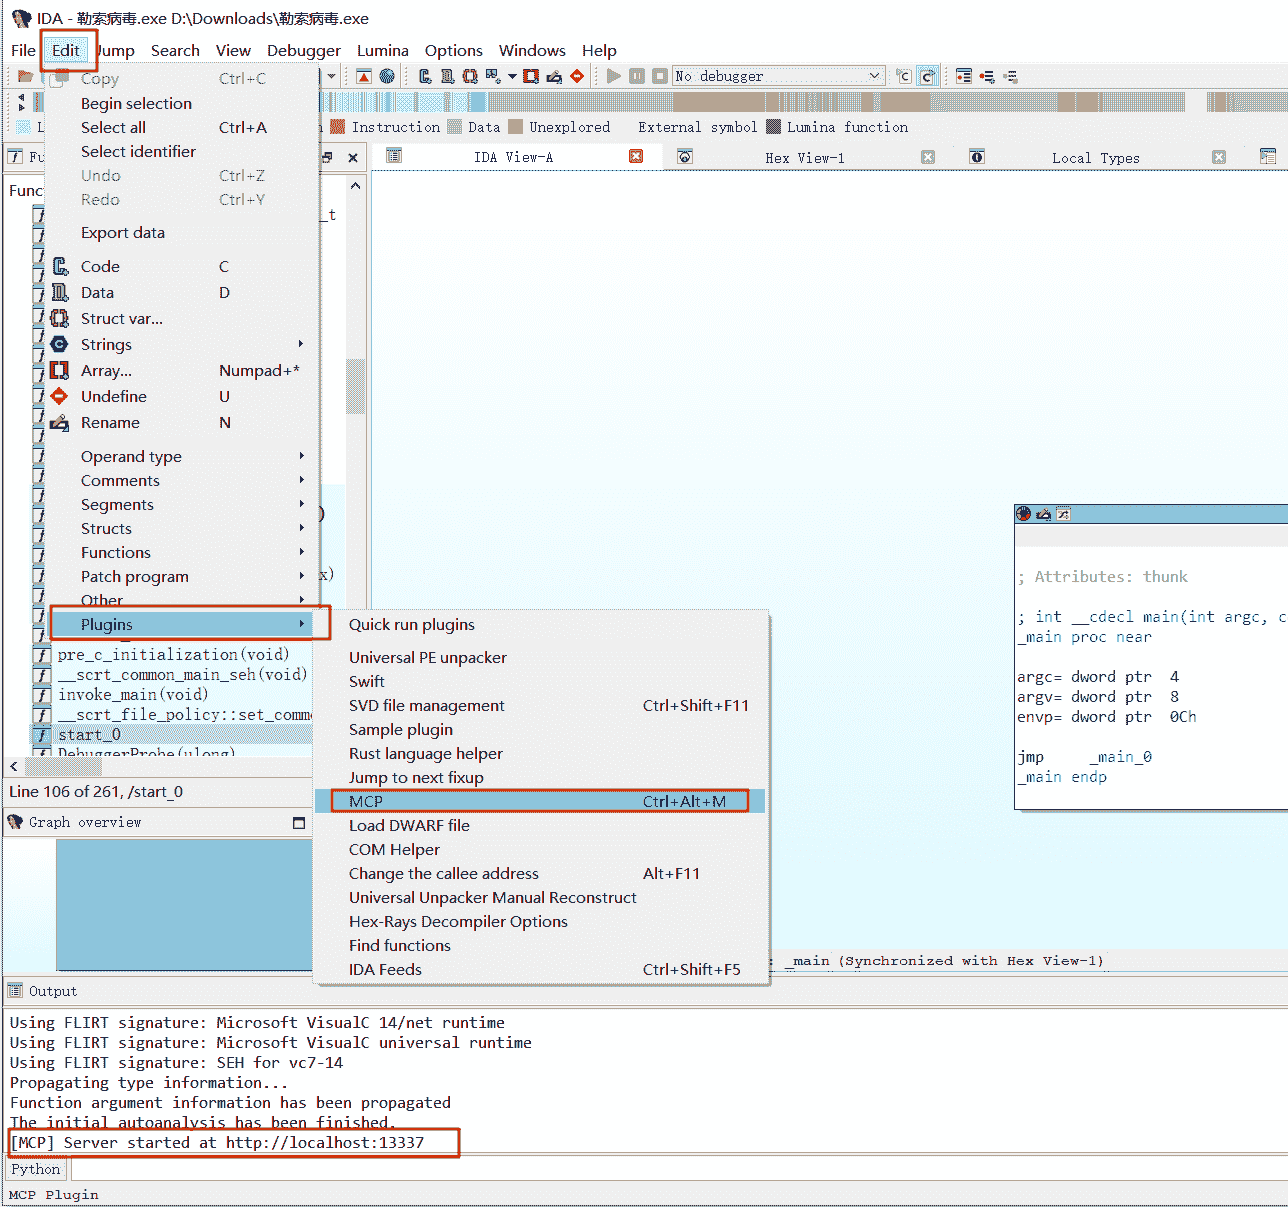 IDA - 勒索病毒.exe D:\Downloads\勒索病毒.exe
File Edit Jump Search View Debugger Lumina Options Windows Help
No debugger
Instruction Data Unexplored External symbol Lumina function
IDA View-A Hex View-1 Local Types
Func
_t
Copy Ctrl+C
Begin selection
Select all Ctrl+A
Select identifier
Undo Ctrl+Z
Redo Ctrl+Y
Export data
Code C
Data D
Struct var...
Strings
Array... Numpad+*
Undefine U
Rename N
Operand type
Comments
Segments
Structs
Functions
Patch program
x)
Other
Plugins
Quick run plugins
Universal PE unpacker
Swift
SVD file management Ctrl+Shift+F11
Sample plugin
Rust language helper
Jump to next fixup
MCP Ctrl+Alt+M
Load DWARF file
COM Helper
Change the callee address Alt+F11
Universal Unpacker Manual Reconstruct
Hex-Rays Decompiler Options
Find functions
IDA Feeds Ctrl+Shift+F5
pre_c_initialization(void)
__scrt_common_main_seh(void)
invoke_main(void)
__scrt_file_policy::set_comm
start_0
DebuggerProbe(ulong)
Line 106 of 261, /start_0
Graph overview
; Attributes: thunk
; int __cdecl main(int argc, c
_main proc near
argc= dword ptr 4
argv= dword ptr 8
envp= dword ptr 0Ch
jmp _main_0
_main endp
: _main (Synchronized with Hex View-1)
Output
Using FLIRT signature: Microsoft VisualC 14/net runtime
Using FLIRT signature: Microsoft VisualC universal runtime
Using FLIRT signature: SEH for vc7-14
Propagating type information...
Function argument information has been propagated
The initial autoanalysis has been finished.
[MCP] Server started at http://localhost:13337
Python
MCP Plugin